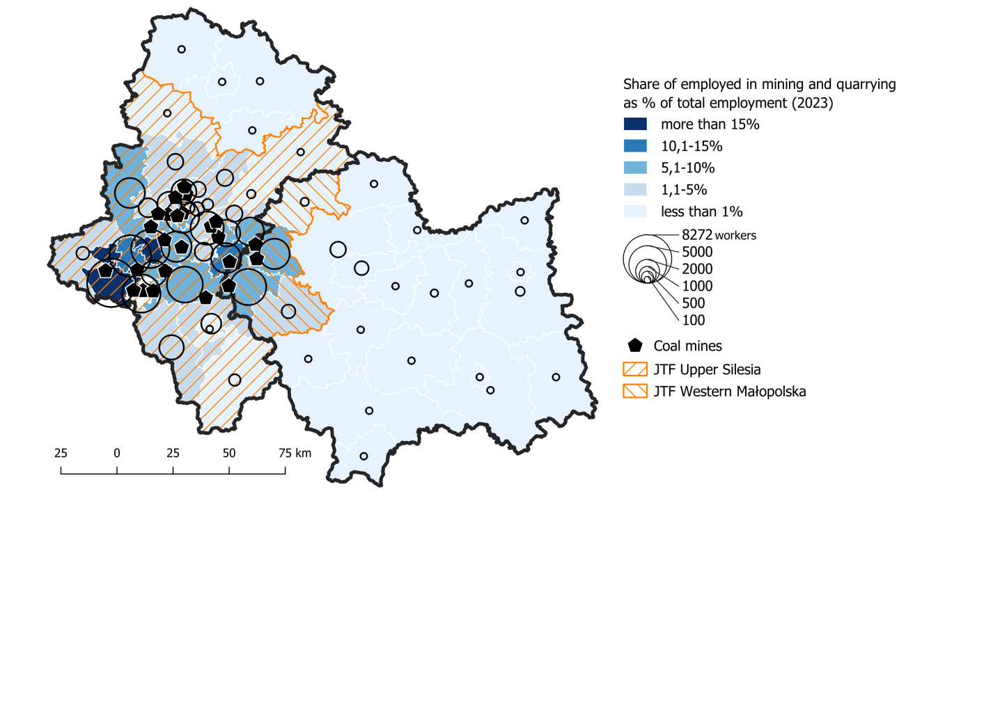 Share of employed in mining and quarrying
as % of total employment (2023)
more than 15%
10,1-15%
5,1-10%
1,1-5%
less than 1%
8272 workers
5000
2000
1000
500
100
Coal mines
JTF Upper Silesia
JTF Western Małopolska
25 0 25 50 75 km